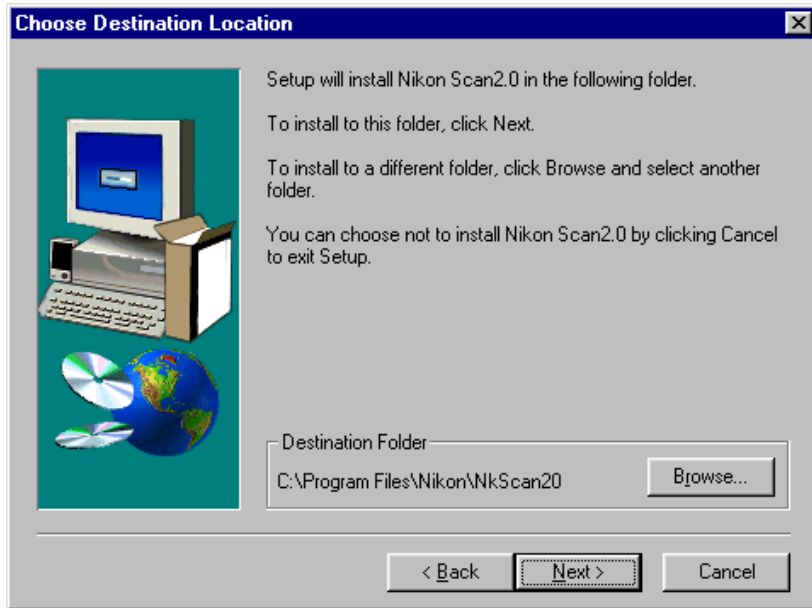 Choose Destination Location
Setup will install Nikon Scan2.0 in the following folder.
To install to this folder, click Next.
To install to a different folder, click Browse and select another
folder.
You can choose not to install Nikon Scan2.0 by clicking Cancel
to exit Setup.
Destination Folder
C:\Program Files\Nikon\NkScan20
Browse...
< Back
Next >
Cancel